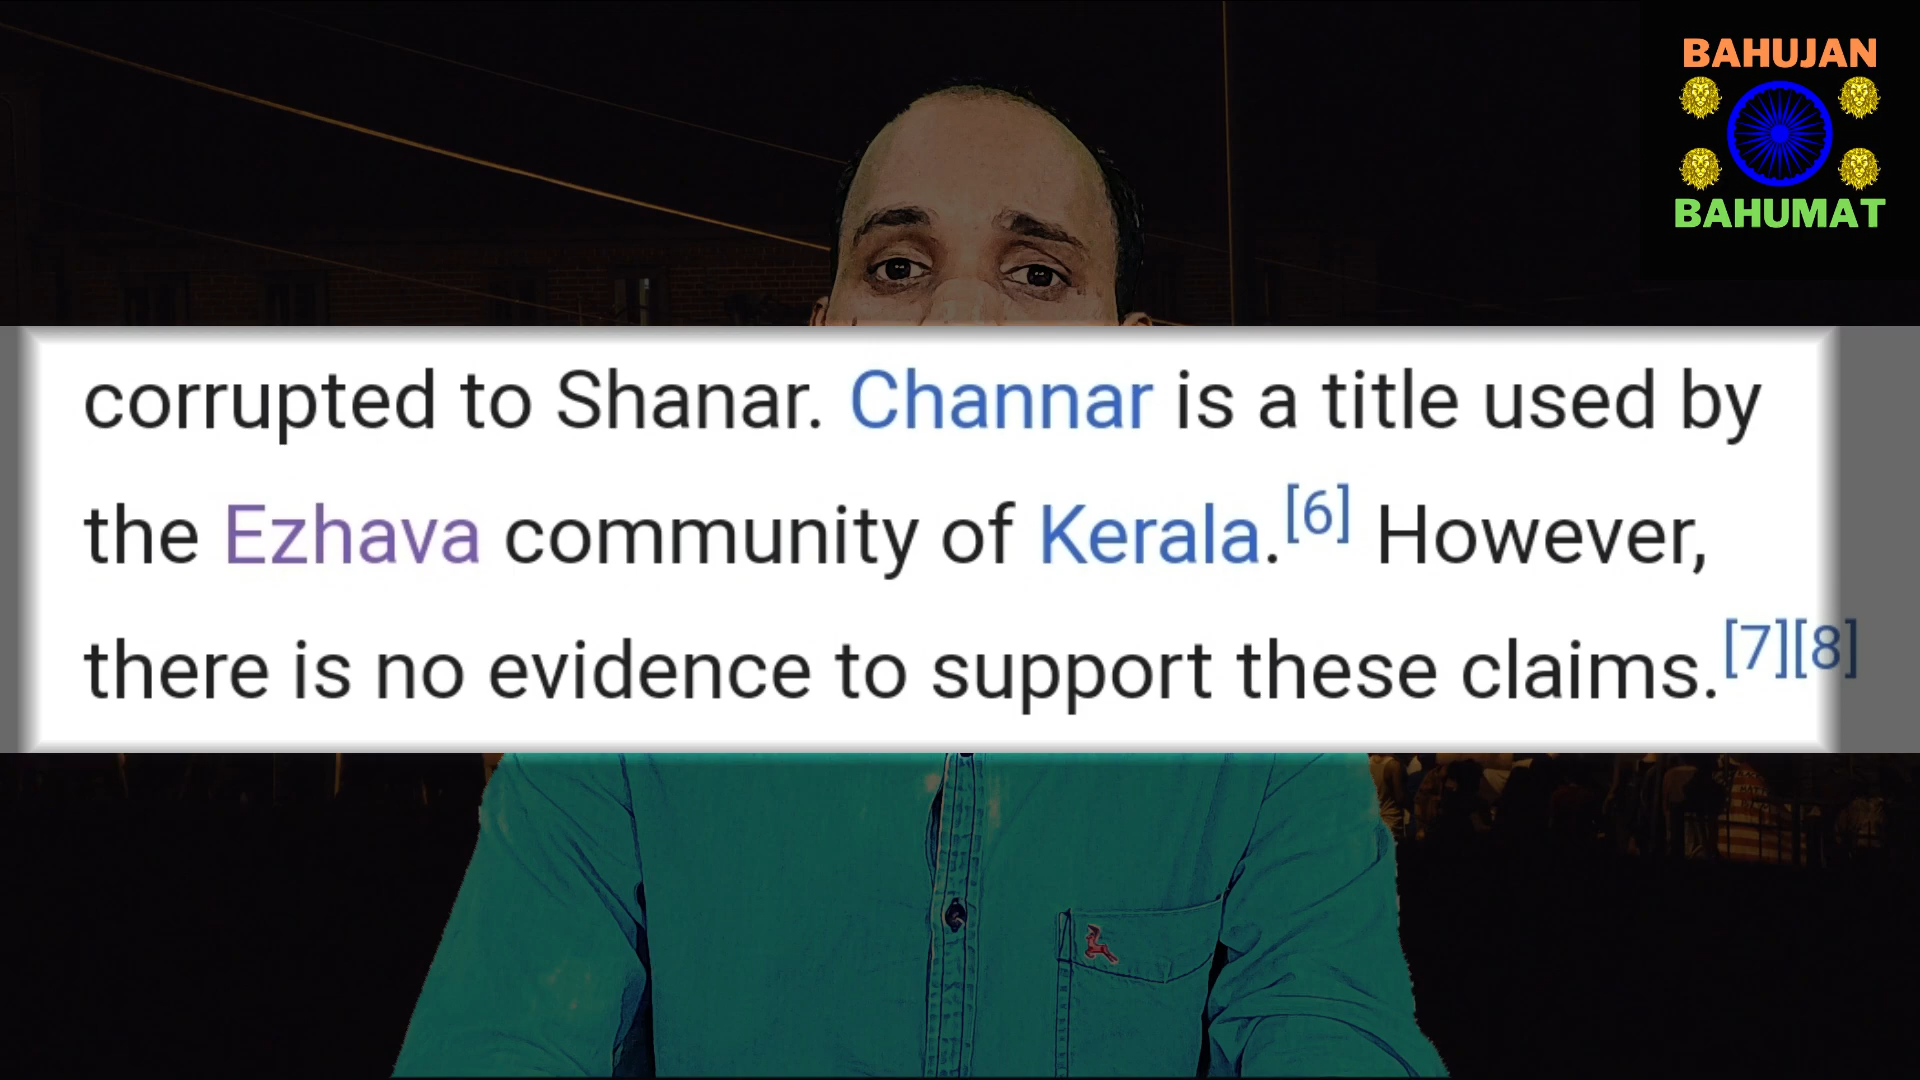 BAHUJAN
BAHUMAT
corrupted to Shanar. Channar is a title used by
the Ezhava community of Kerala.[6] However,
there is no evidence to support these claims.[7][8]